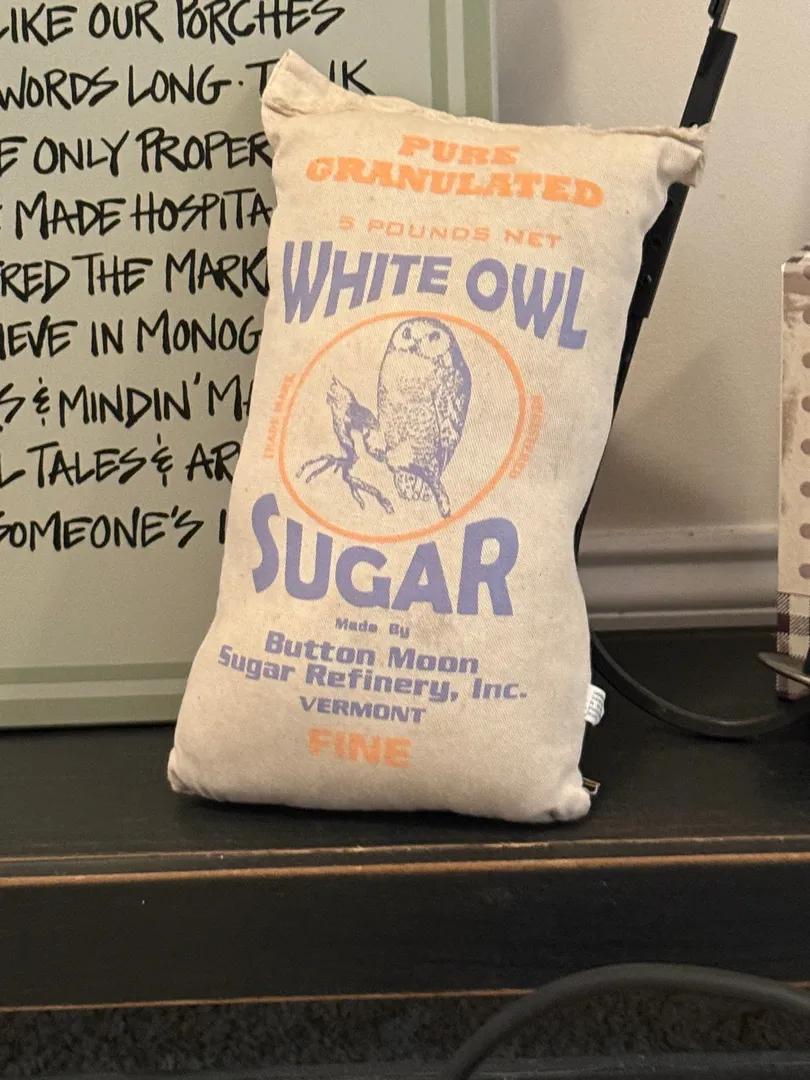 LIKE OUR PORCHES
WORDS LONG.
ONLY PROPER
MADE HOSPITA
RED THE MARK
IEVE IN MONOG
S & MINDIN' MA
L TALES & AR
SOMEONE'S
PURE
GRANULATED
5 POUNDS NET
WHITE OWL
TRADE MARK
REGISTERED
SUGAR
Made By
Button Moon
Sugar Refinery, Inc.
VERMONT
FINE